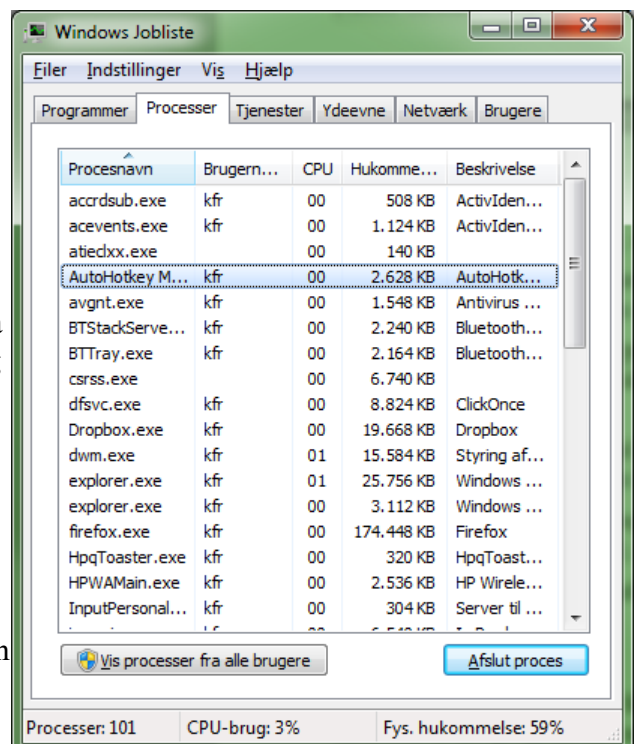 Windows Jobliste
Filer Indstillinger Vis Hjælp
Programmer Processer Tjenester Ydeevne Netværk Brugere
Procesnavn Brugern... CPU Hukomme... Beskrivelse
accrdsub.exe kfr 00 508 KB ActivIden...
acevents.exe kfr 00 1.124 KB ActivIden...
atieclxx.exe 00 140 KB
AutoHotkey M... kfr 00 2.628 KB AutoHotk...
avgnt.exe kfr 00 1.548 KB Antivirus ...
BTStackServe... kfr 00 2.240 KB Bluetooth...
BTTray.exe kfr 00 2.164 KB Bluetooth...
csrss.exe 00 6.740 KB
dfsvc.exe kfr 00 8.824 KB ClickOnce
Dropbox.exe kfr 00 19.668 KB Dropbox
dwm.exe kfr 01 15.584 KB Styring af...
explorer.exe kfr 01 25.756 KB Windows ...
explorer.exe kfr 00 3.112 KB Windows ...
firefox.exe kfr 00 174.448 KB Firefox
HpqToaster.exe kfr 00 320 KB HpqToast...
HPWAMain.exe kfr 00 2.536 KB HP Wirele...
InputPersonal... kfr 00 304 KB Server til ...
Vis processer fra alle brugere Afslut proces
Processer: 101 CPU-brug: 3% Fys. hukommelse: 59%